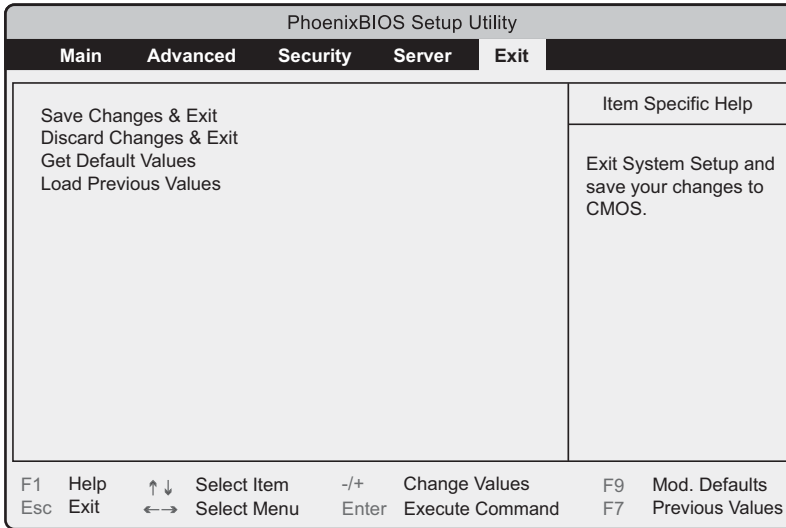 PhoenixBIOS Setup Utility
Main Advanced Security Server Exit
Save Changes & Exit
Discard Changes & Exit
Get Default Values
Load Previous Values
Item Specific Help
Exit System Setup and
save your changes to
CMOS.
F1 Help ↑↓ Select Item -/+ Change Values F9 Mod. Defaults
Esc Exit ←→ Select Menu Enter Execute Command F7 Previous Values